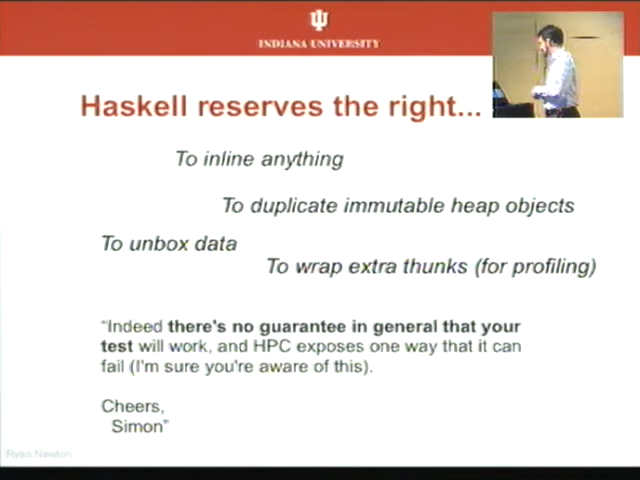 INDIANA UNIVERSITY
Haskell reserves the right...
To inline anything
To duplicate immutable heap objects
To unbox data
To wrap extra thunks (for profiling)
“Indeed there's no guarantee in general that your
test will work, and HPC exposes one way that it can
fail (I'm sure you're aware of this).
Cheers,
Simon”
Ryan Newton